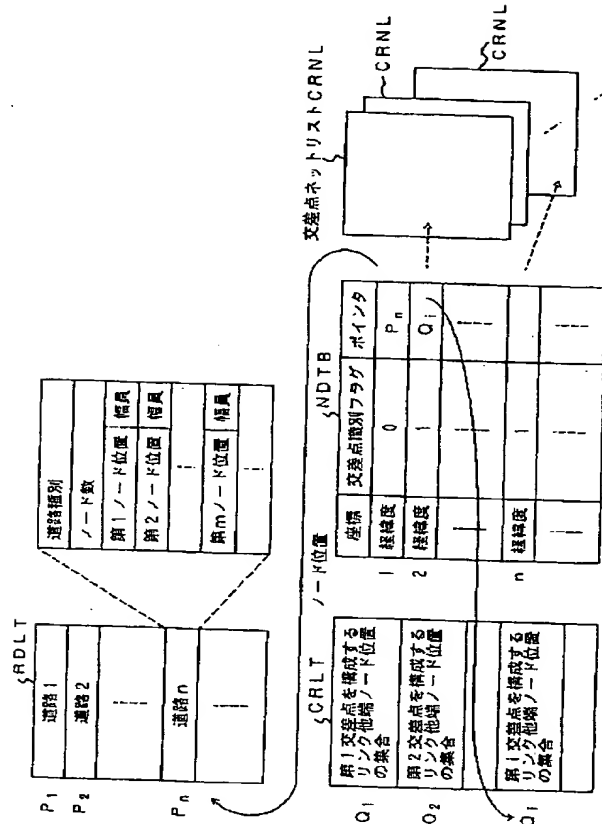 RDLT
P1 道路1
P2 道路2
Pn 道路n
道路種別
ノード数
第1ノード位置 幅員
第2ノード位置 幅員
第mノード位置 幅員
CRLT
Q1 第1交差点を構成する
リンク他端ノード位置
の集合
Q2 第2交差点を構成する
リンク他端ノード位置
の集合
Qi 第i交差点を構成する
リンク他端ノード位置
の集合
ノード位置
NDTB
座標 交差点識別フラグ ポインタ
1 経緯度 0 Pn
2 経緯度 1 Qi
n 経緯度 1
交差点ネットリストCRNL
CRNL
CRNL